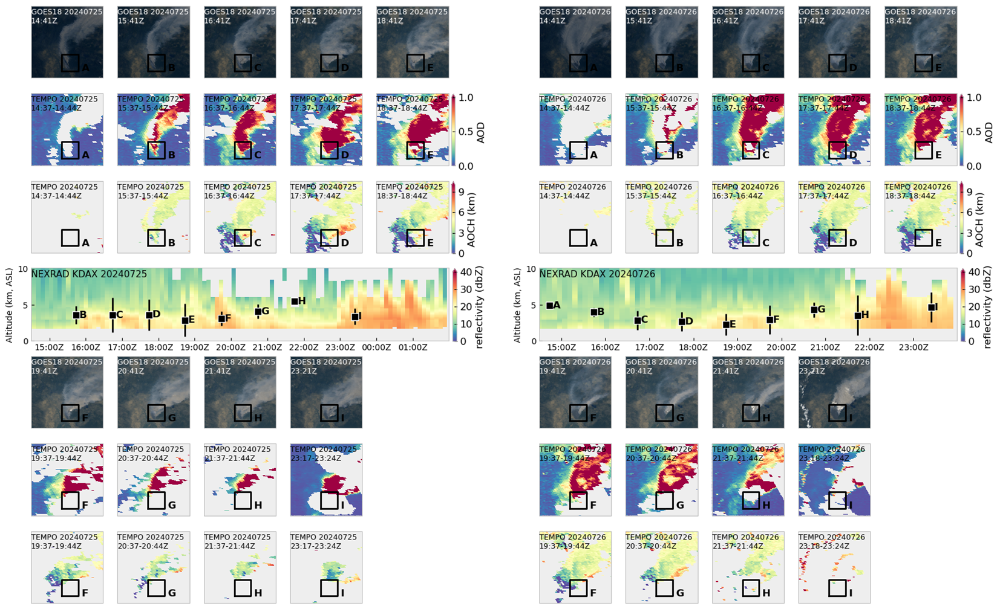 GOES18 20240725
14:41Z
A
GOES18 20240725
15:41Z
B
GOES18 20240725
16:41Z
C
GOES18 20240725
17:41Z
D
GOES18 20240725
18:41Z
E
GOES18 20240726
14:41Z
A
GOES18 20240726
15:41Z
B
GOES18 20240726
16:41Z
C
GOES18 20240726
17:41Z
D
GOES18 20240726
18:41Z
E
TEMPO 20240725
14:37-14:44Z
A
TEMPO 20240725
15:37-15:44Z
B
TEMPO 20240725
16:37-16:44Z
C
TEMPO 20240725
17:37-17:44Z
D
TEMPO 20240725
18:37-18:44Z
E
1.0
0.5
0.0
AOD
TEMPO 20240726
14:37-14:44Z
A
TEMPO 20240726
15:37-15:44Z
B
TEMPO 20240726
16:37-16:44Z
C
TEMPO 20240726
17:37-17:44Z
D
TEMPO 20240726
18:37-18:44Z
E
1.0
0.5
0.0
AOD
TEMPO 20240725
14:37-14:44Z
A
TEMPO 20240725
15:37-15:44Z
B
TEMPO 20240725
16:37-16:44Z
C
TEMPO 20240725
17:37-17:44Z
D
TEMPO 20240725
18:37-18:44Z
E
9
6
3
0
AOCH (km)
TEMPO 20240726
14:37-14:44Z
A
TEMPO 20240726
15:37-15:44Z
B
TEMPO 20240726
16:37-16:44Z
C
TEMPO 20240726
17:37-17:44Z
D
TEMPO 20240726
18:37-18:44Z
E
9
6
3
0
AOCH (km)
Altitude (km, ASL)
10
5
0
NEXRAD KDAX 20240725
B
C
D
E
F
G
H
I
15:00Z 16:00Z 17:00Z 18:00Z 19:00Z 20:00Z 21:00Z 22:00Z 23:00Z 00:00Z 01:00Z
40
30
20
10
0
reflectivity (dbZ)
Altitude (km, ASL)
10
5
0
NEXRAD KDAX 20240726
A
B
C
D
E
F
G
H
I
15:00Z 16:00Z 17:00Z 18:00Z 19:00Z 20:00Z 21:00Z 22:00Z 23:00Z
40
30
20
10
0
reflectivity (dbZ)
GOES18 20240725
19:41Z
F
GOES18 20240725
20:41Z
G
GOES18 20240725
21:41Z
H
GOES18 20240725
23:21Z
I
GOES18 20240726
19:41Z
F
GOES18 20240726
20:41Z
G
GOES18 20240726
21:41Z
H
GOES18 20240726
23:21Z
I
TEMPO 20240725
19:37-19:44Z
F
TEMPO 20240725
20:37-20:44Z
G
TEMPO 20240725
21:37-21:44Z
H
TEMPO 20240725
23:17-23:24Z
I
TEMPO 20240726
19:37-19:44Z
F
TEMPO 20240726
20:37-20:44Z
G
TEMPO 20240726
21:37-21:44Z
H
TEMPO 20240726
23:18-23:24Z
I
TEMPO 20240725
19:37-19:44Z
F
TEMPO 20240725
20:37-20:44Z
G
TEMPO 20240725
21:37-21:44Z
H
TEMPO 20240725
23:17-23:24Z
I
TEMPO 20240726
19:37-19:44Z
F
TEMPO 20240726
20:37-20:44Z
G
TEMPO 20240726
21:37-21:44Z
H
TEMPO 20240726
23:18-23:24Z
I